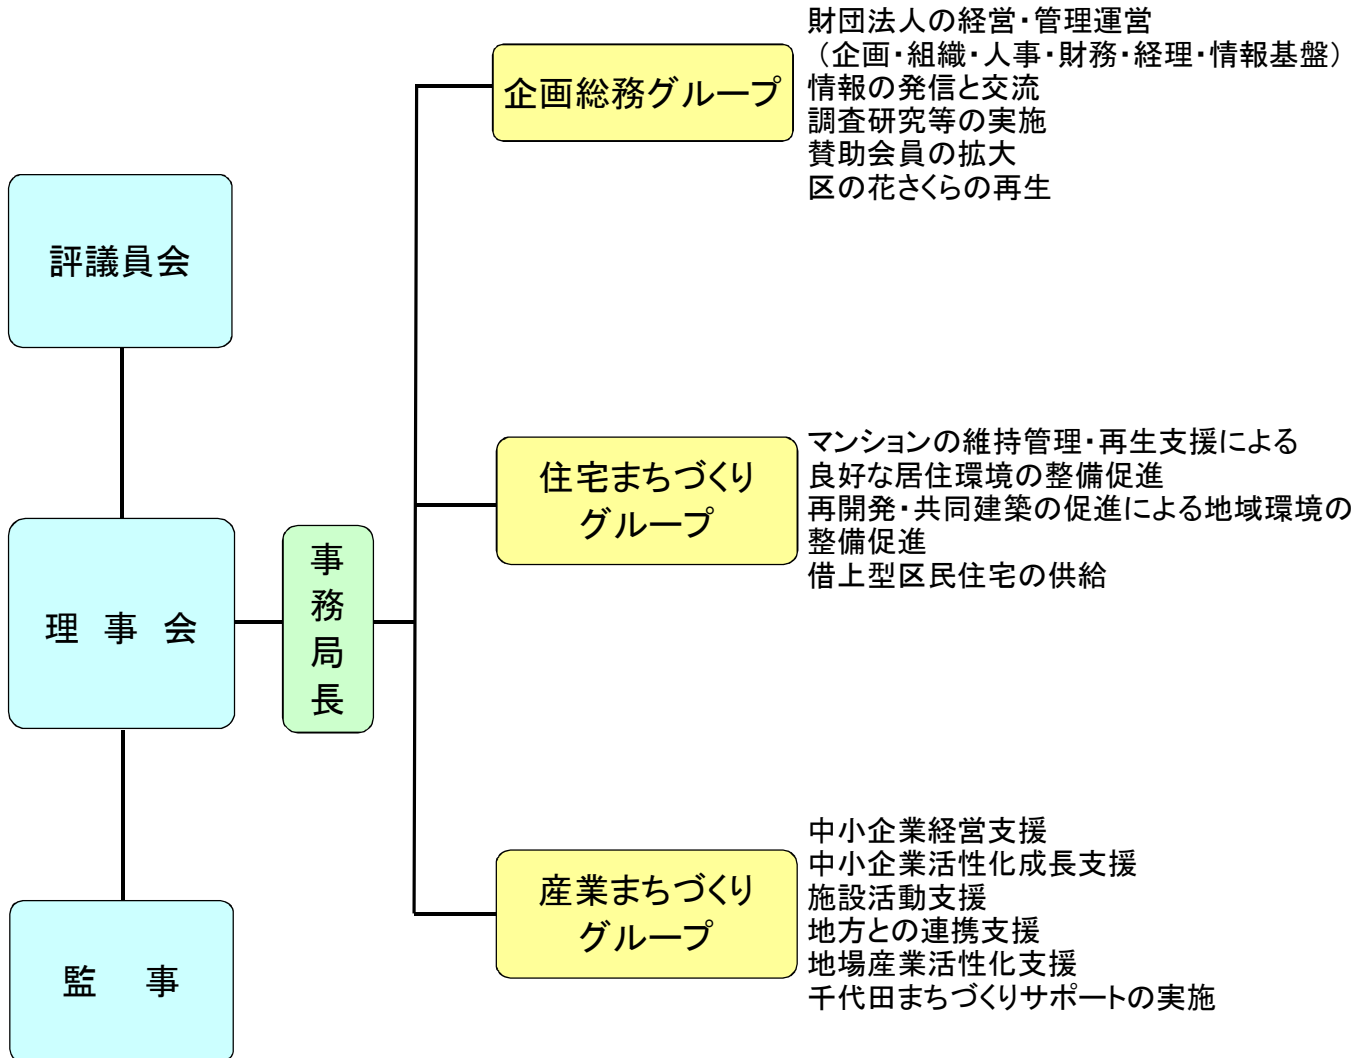 財団法人の経営・管理運営
（企画・組織・人事・財務・経理・情報基盤）
企画総務グループ
情報の発信と交流
調査研究等の実施
賛助会員の拡大
区の花さくらの再生
評議員会
マンションの維持管理・再生支援による
良好な居住環境の整備促進
住宅まちづくり
グループ
再開発・共同建築の促進による地域環境の
整備促進
借上型区民住宅の供給
理 事 会
事
務
局
長
中小企業経営支援
中小企業活性化成長支援
産業まちづくり
グループ
施設活動支援
地方との連携支援
地場産業活性化支援
千代田まちづくりサポートの実施
監 事